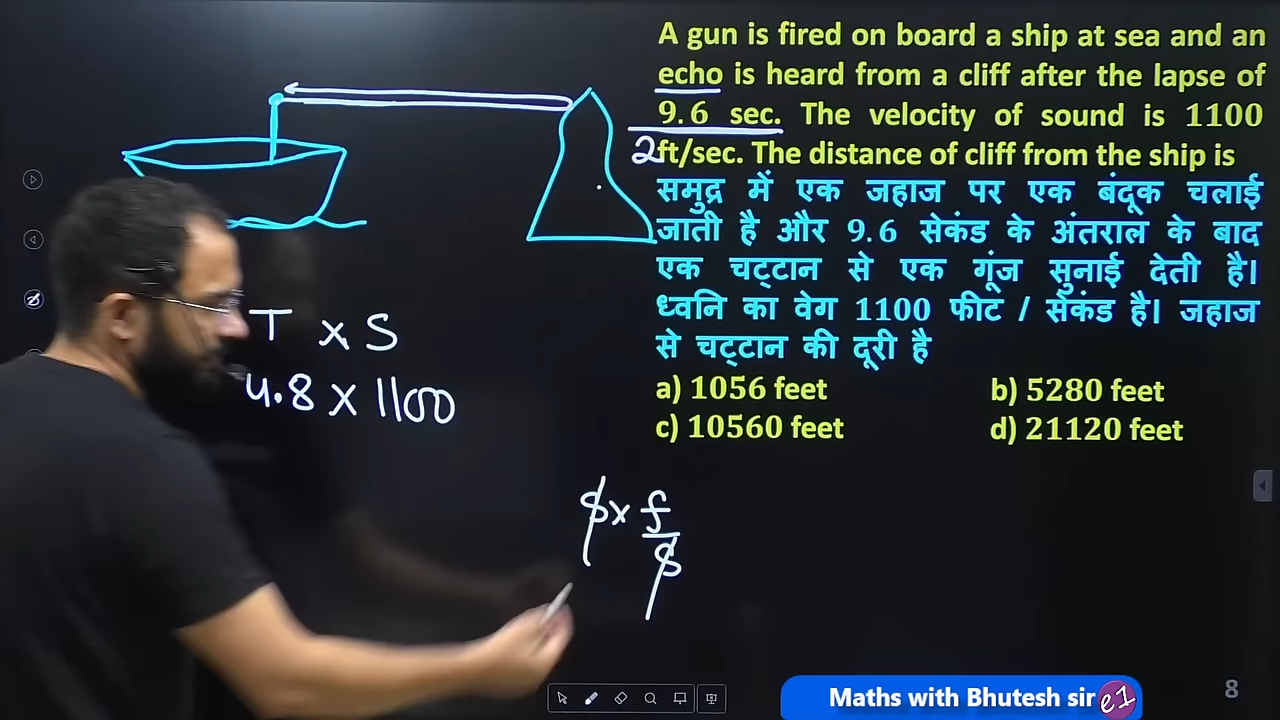 A gun is fired on board a ship at sea and an
echo is heard from a cliff after the lapse of
9.6 sec. The velocity of sound is 1100
2
ft/sec. The distance of cliff from the ship is
समुद्र में एक जहाज पर एक बंदूक चलाई
जाती है और 9.6 सेकंड के अंतराल के बाद
एक चट्टान से एक गूंज सुनाई देती है।
ध्वनि का वेग 1100 फीट / सेकंड है। जहाज
से चट्टान की दूरी है
a) 1056 feet b) 5280 feet
c) 10560 feet d) 21120 feet
T x S
4.8 x 1100
s x f
s
Maths with Bhutesh sir e1
8